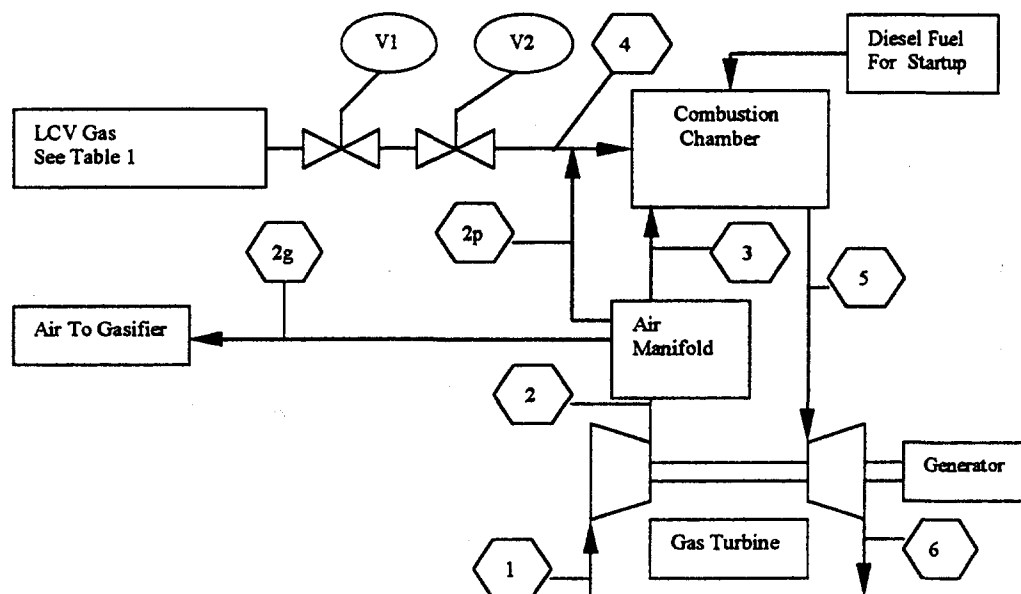 V1
V2
4
Diesel Fuel
For Startup
LCV Gas
See Table 1
Combustion
Chamber
2g
2p
3
5
Air To Gasifier
Air
Manifold
2
Generator
Gas Turbine
1
6